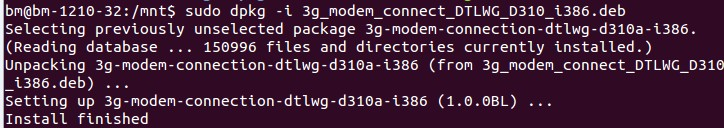 bm@bm-1210-32:/mnt$ sudo dpkg -i 3g_modem_connect_DTLWG_D310_i386.deb
Selecting previously unselected package 3g-modem-connection-dtlwg-d310a-i386.
(Reading database ... 150996 files and directories currently installed.)
Unpacking 3g-modem-connection-dtlwg-d310a-i386 (from 3g_modem_connect_DTLWG_D310
_i386.deb) ...
Setting up 3g-modem-connection-dtlwg-d310a-i386 (1.0.0BL) ...
Install finished